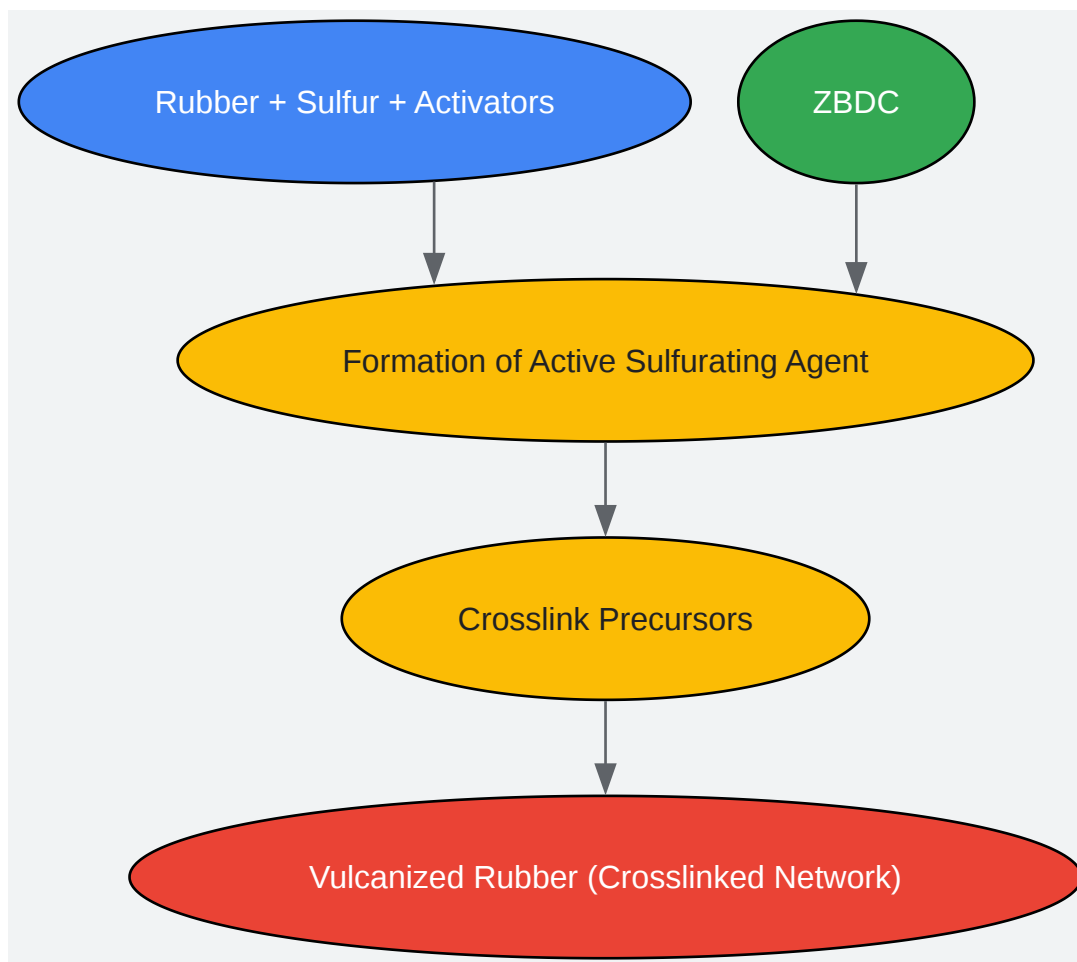 Rubber + Sulfur + Activators
ZBDC
Formation of Active Sulfurating Agent
Crosslink Precursors
Vulcanized Rubber (Crosslinked Network)